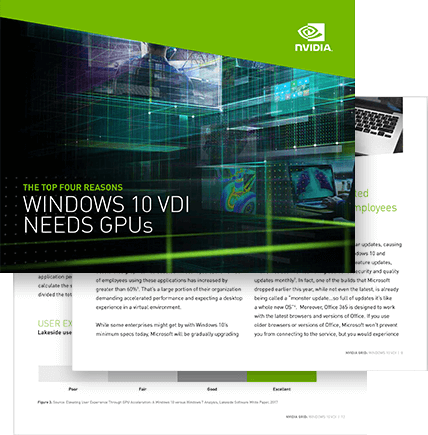 NVIDIA.
THE TOP FOUR REASONS
WINDOWS 10 VDI
NEEDS GPUs
ked
mployees
lar updates, causing
Windows 10 and
feature updates,
security and quality
updates monthly². In fact, one of the builds that Microsoft
dropped earlier this year, while not even the latest, is already
being called a "monster update...so full of updates it's like
a whole new OS"³. Moreover, Office 365 is designed to work
with the latest browsers and versions of Office. If you use
older browsers or versions of Office, Microsoft won't prevent
you from connecting to the service, but you would experience
of employees using these applications has increased by
greater than 60%¹. That's a large portion of their organization
demanding accelerated performance and expecting a desktop
experience in a virtual environment.
While some enterprises might get by with Windows 10's
minimum specs today, Microsoft will be gradually upgrading
application pe
calculate the
divided the tot
USER EX
Lakeside use
Poor
Fair
Good
Excellent